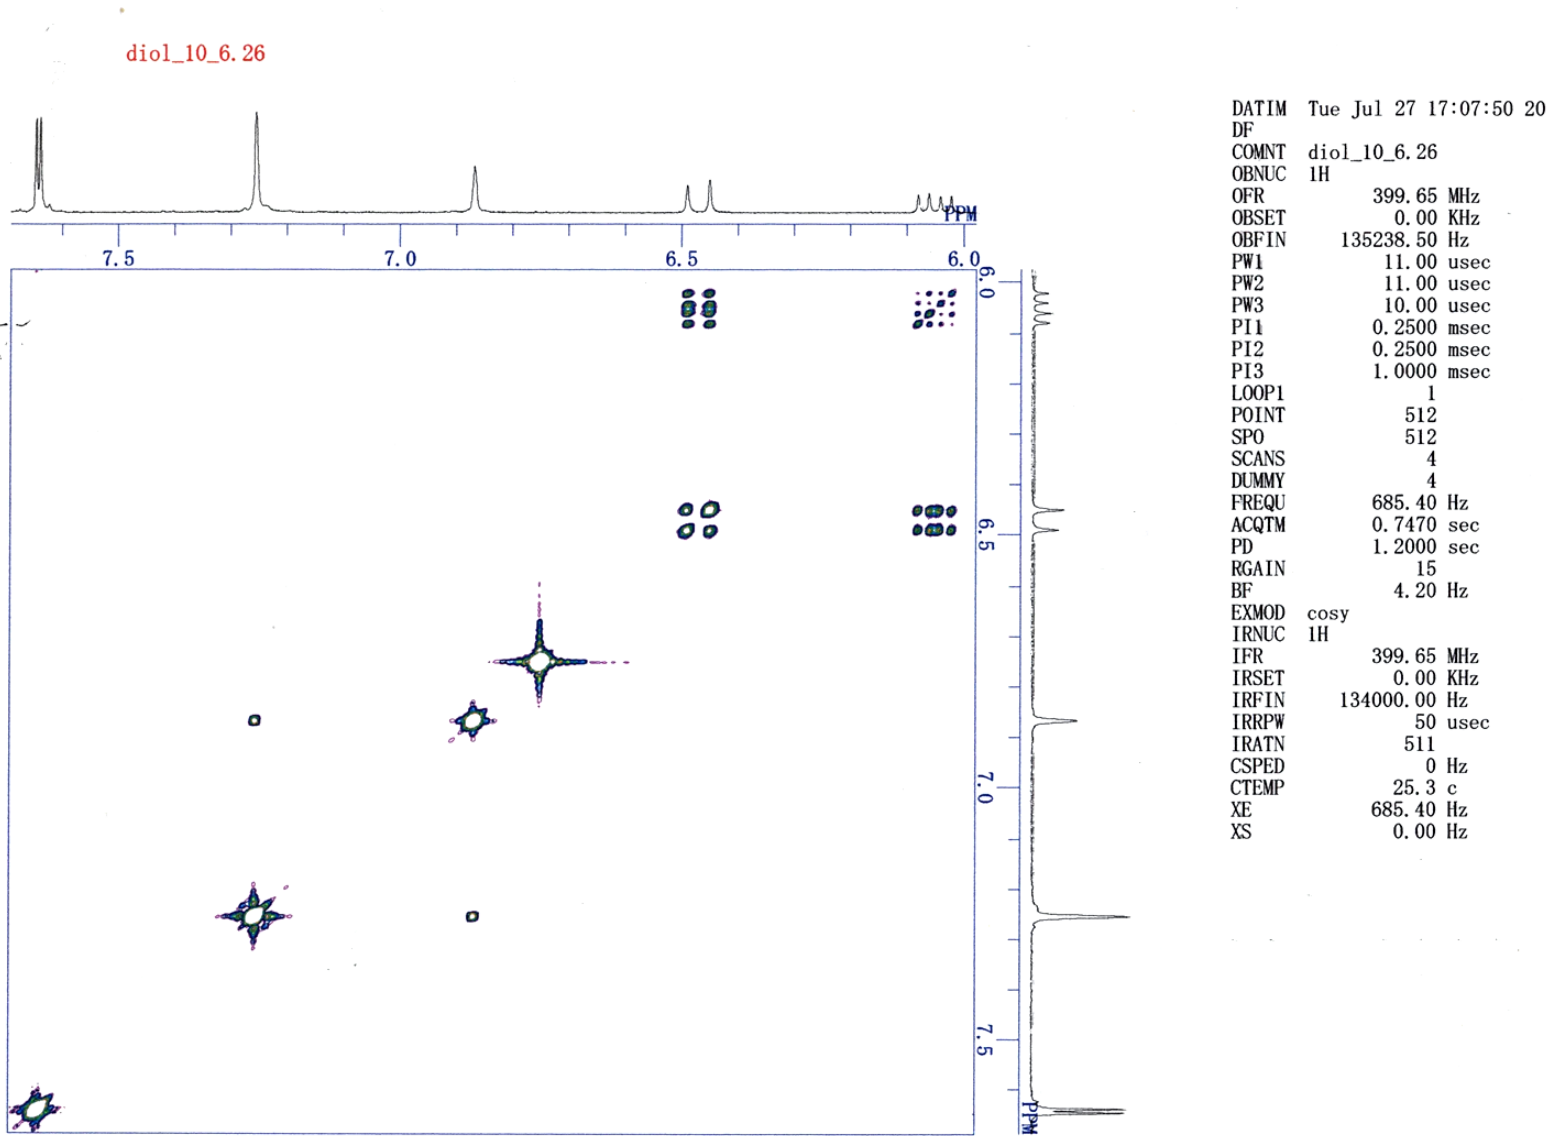 diol_10_6.26
PPM
7.5 7.0 6.5 6.0
6.0
6.5
7.0
7.5
PPM
DATIM Tue Jul 27 17:07:50 20
DF
COMNT diol_10_6.26
OBNUC 1H
OFR 399.65 MHz
OBSET 0.00 KHz
OBFIN 135238.50 Hz
PW1 11.00 usec
PW2 11.00 usec
PW3 10.00 usec
PI1 0.2500 msec
PI2 0.2500 msec
PI3 1.0000 msec
LOOP1 1
POINT 512
SPO 512
SCANS 4
DUMMY 4
FREQU 685.40 Hz
ACQTM 0.7470 sec
PD 1.2000 sec
RGAIN 15
BF 4.20 Hz
EXMOD cosy
IRNUC 1H
IFR 399.65 MHz
IRSET 0.00 KHz
IRFIN 134000.00 Hz
IRRPW 50 usec
IRATN 511
CSPED 0 Hz
CTEMP 25.3 c
XE 685.40 Hz
XS 0.00 Hz